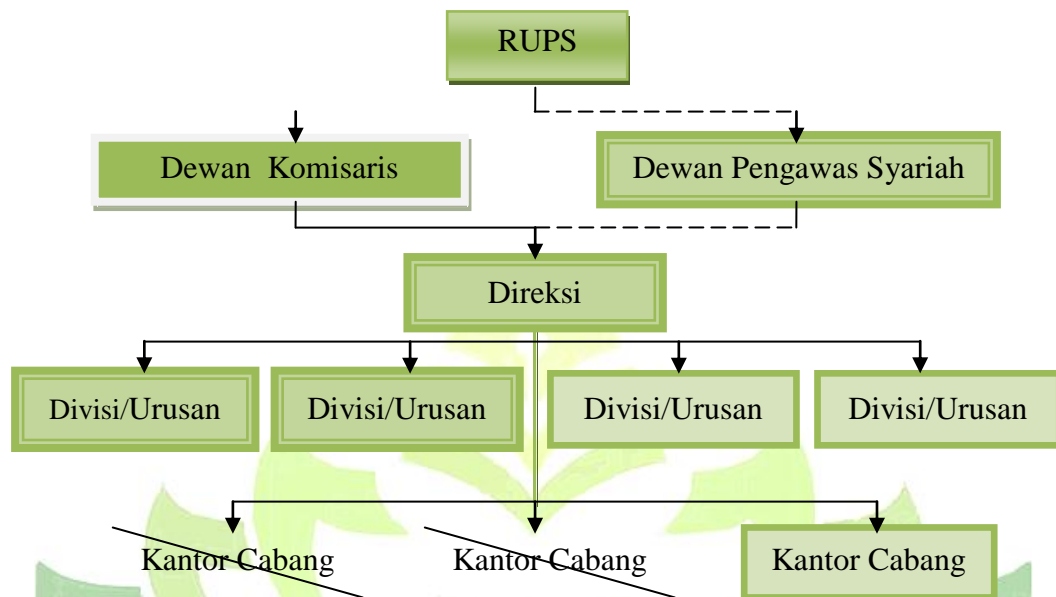 RUPS
Dewan Komisaris
Dewan Pengawas Syariah
Direksi
Divisi/Urusan
Divisi/Urusan
Divisi/Urusan
Divisi/Urusan
Kantor Cabang
Kantor Cabang
Kantor Cabang